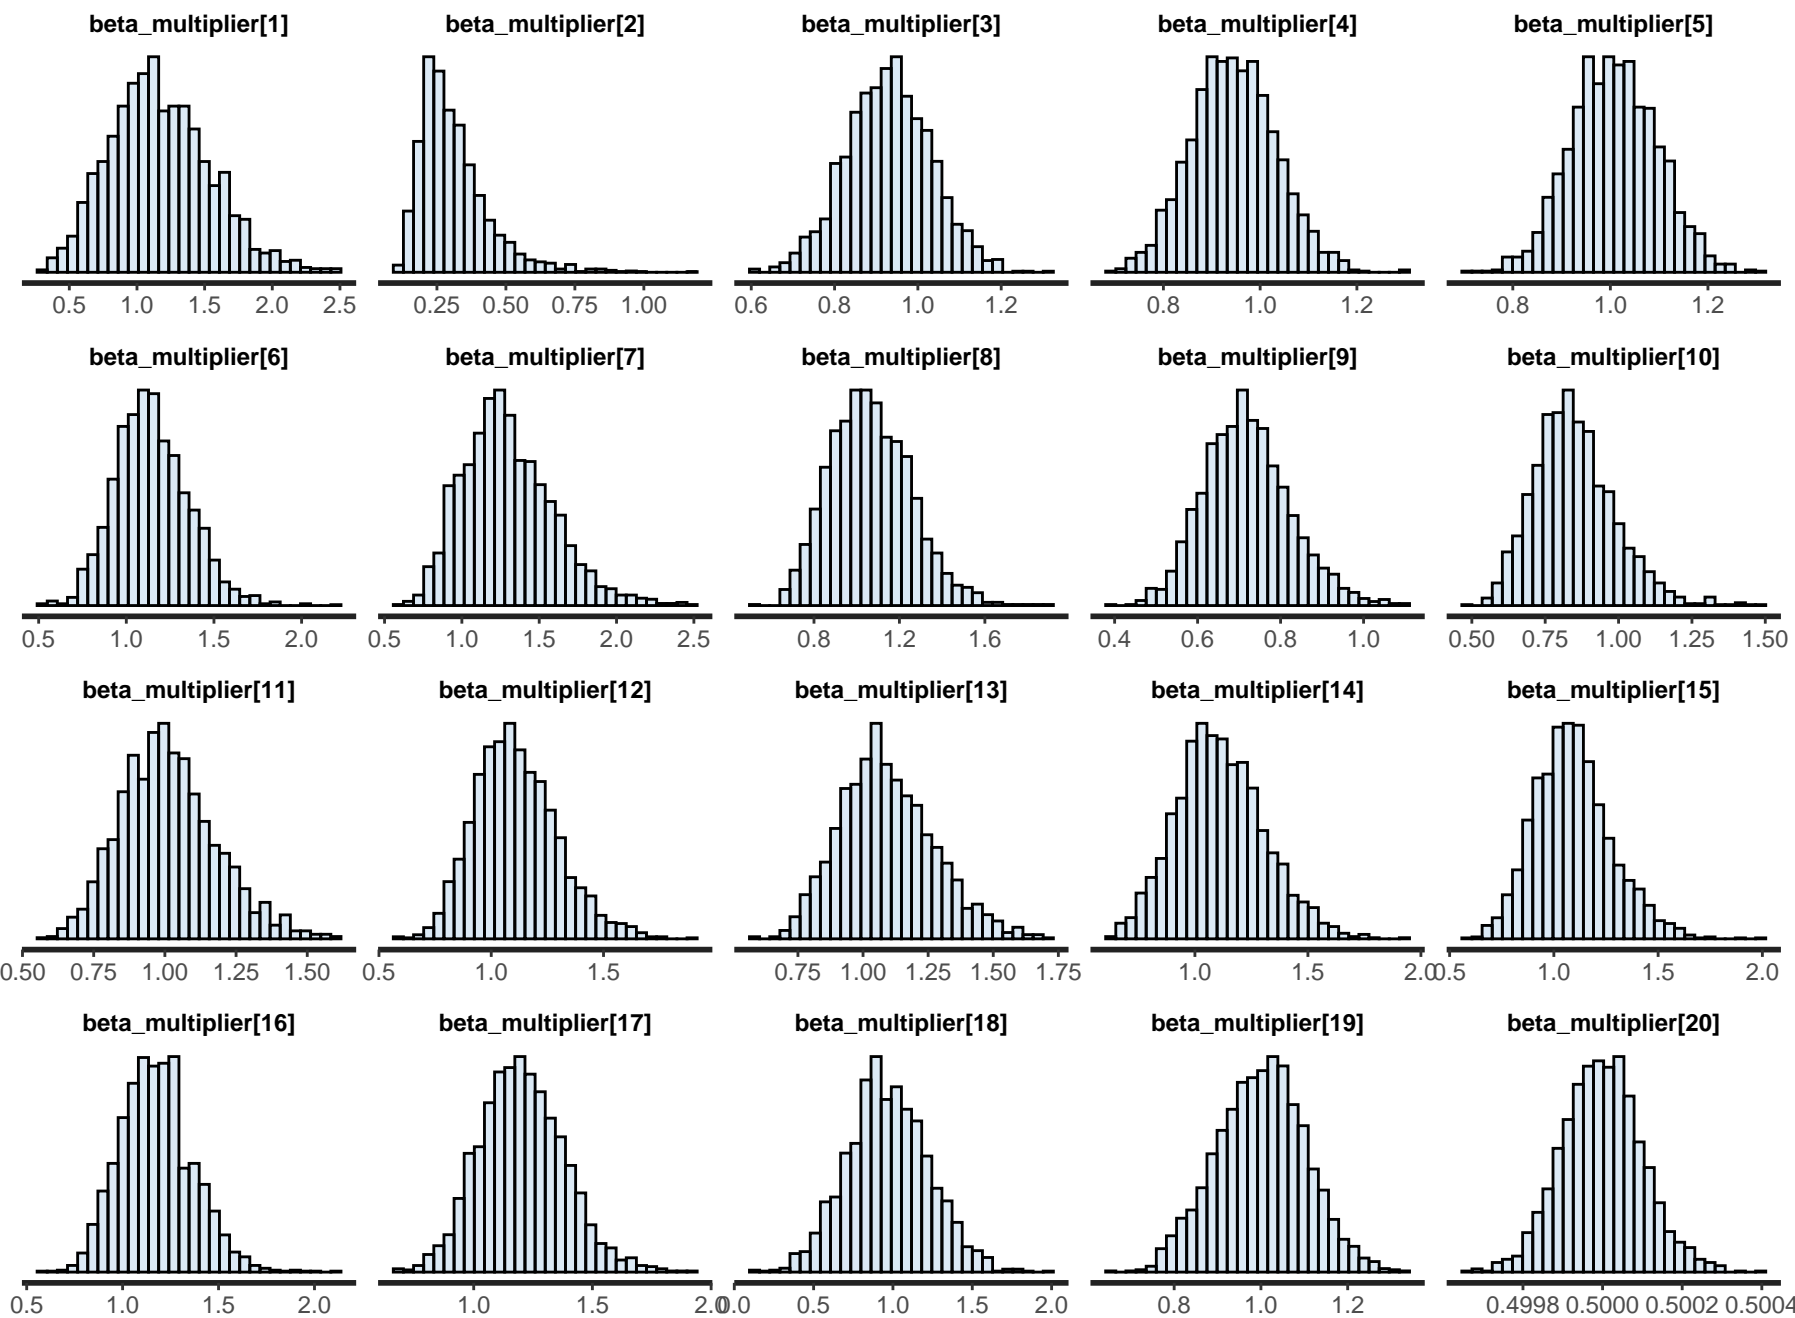 beta_multiplier[1] beta_multiplier[2] beta_multiplier[3] beta_multiplier[4] beta_multiplier[5]
0.5 1.0 1.5 2.0 2.5 0.25 0.50 0.75 1.00 0.6 0.8 1.0 1.2 0.8 1.0 1.2 0.8 1.0 1.2
beta_multiplier[6] beta_multiplier[7] beta_multiplier[8] beta_multiplier[9] beta_multiplier[10]
0.5 1.0 1.5 2.0 0.5 1.0 1.5 2.0 2.5 0.8 1.2 1.6 0.4 0.6 0.8 1.0 0.50 0.75 1.00 1.25 1.50
beta_multiplier[11] beta_multiplier[12] beta_multiplier[13] beta_multiplier[14] beta_multiplier[15]
0.50 0.75 1.00 1.25 1.50 0.5 1.0 1.5 0.75 1.00 1.25 1.50 1.75 1.0 1.5 2.0 0.5 1.0 1.5 2.0
beta_multiplier[16] beta_multiplier[17] beta_multiplier[18] beta_multiplier[19] beta_multiplier[20]
0.5 1.0 1.5 2.0 1.0 1.5 2.0 0.0 0.5 1.0 1.5 2.0 0.8 1.0 1.2 0.4998 0.5000 0.5002 0.5004